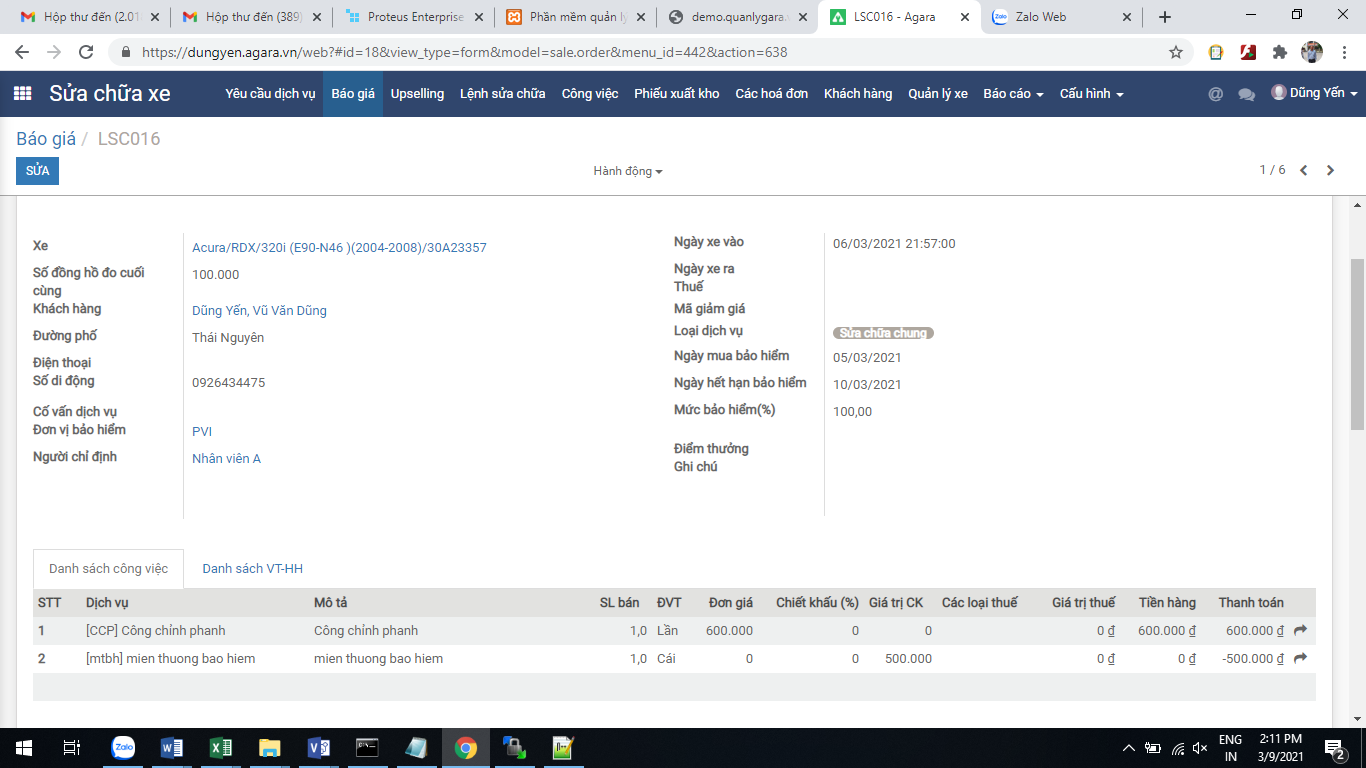 Hộp thư đến (2.01
Hộp thư đến (389)
Proteus Enterprise
Phần mềm quản lý
demo.quanlygara.
LSC016 - Agara
Zalo Web
https://dungyen.agara.vn/web?#id=18&view_type=form&model=sale.order&menu_id=442&action=638
Sửa chữa xe
Yêu cầu dịch vụ
Báo giá
Upselling
Lệnh sửa chữa
Công việc
Phiếu xuất kho
Các hoá đơn
Khách hàng
Quản lý xe
Báo cáo
Cấu hình
Dũng Yến
Báo giá / LSC016
SỬA
Hành động
1 / 6
Xe Acura/RDX/320i (E90-N46 )(2004-2008)/30A23357
Số đồng hồ đo cuối cùng 100.000
Khách hàng Dũng Yến, Vũ Văn Dũng
Đường phố Thái Nguyên
Điện thoại
Số di động 0926434475
Cố vấn dịch vụ
Đơn vị bảo hiểm PVI
Người chỉ định Nhân viên A
Ngày xe vào 06/03/2021 21:57:00
Ngày xe ra
Thuế
Mã giảm giá
Loại dịch vụ Sửa chữa chung
Ngày mua bảo hiểm 05/03/2021
Ngày hết hạn bảo hiểm 10/03/2021
Mức bảo hiểm(%) 100,00
Điểm thưởng
Ghi chú
Danh sách công việc
Danh sách VT-HH
STT Dịch vụ Mô tả SL bán ĐVT Đơn giá Chiết khấu (%) Giá trị CK Các loại thuế Giá trị thuế Tiền hàng Thanh toán
1 [CCP] Công chỉnh phanh Công chỉnh phanh 1,0 Lần 600.000 0 0 0 ₫ 600.000 ₫ 600.000 ₫
2 [mtbh] mien thuong bao hiem mien thuong bao hiem 1,0 Cái 0 0 500.000 0 ₫ 0 ₫ -500.000 ₫
Zalo
ENG
IN
2:11 PM
3/9/2021
2